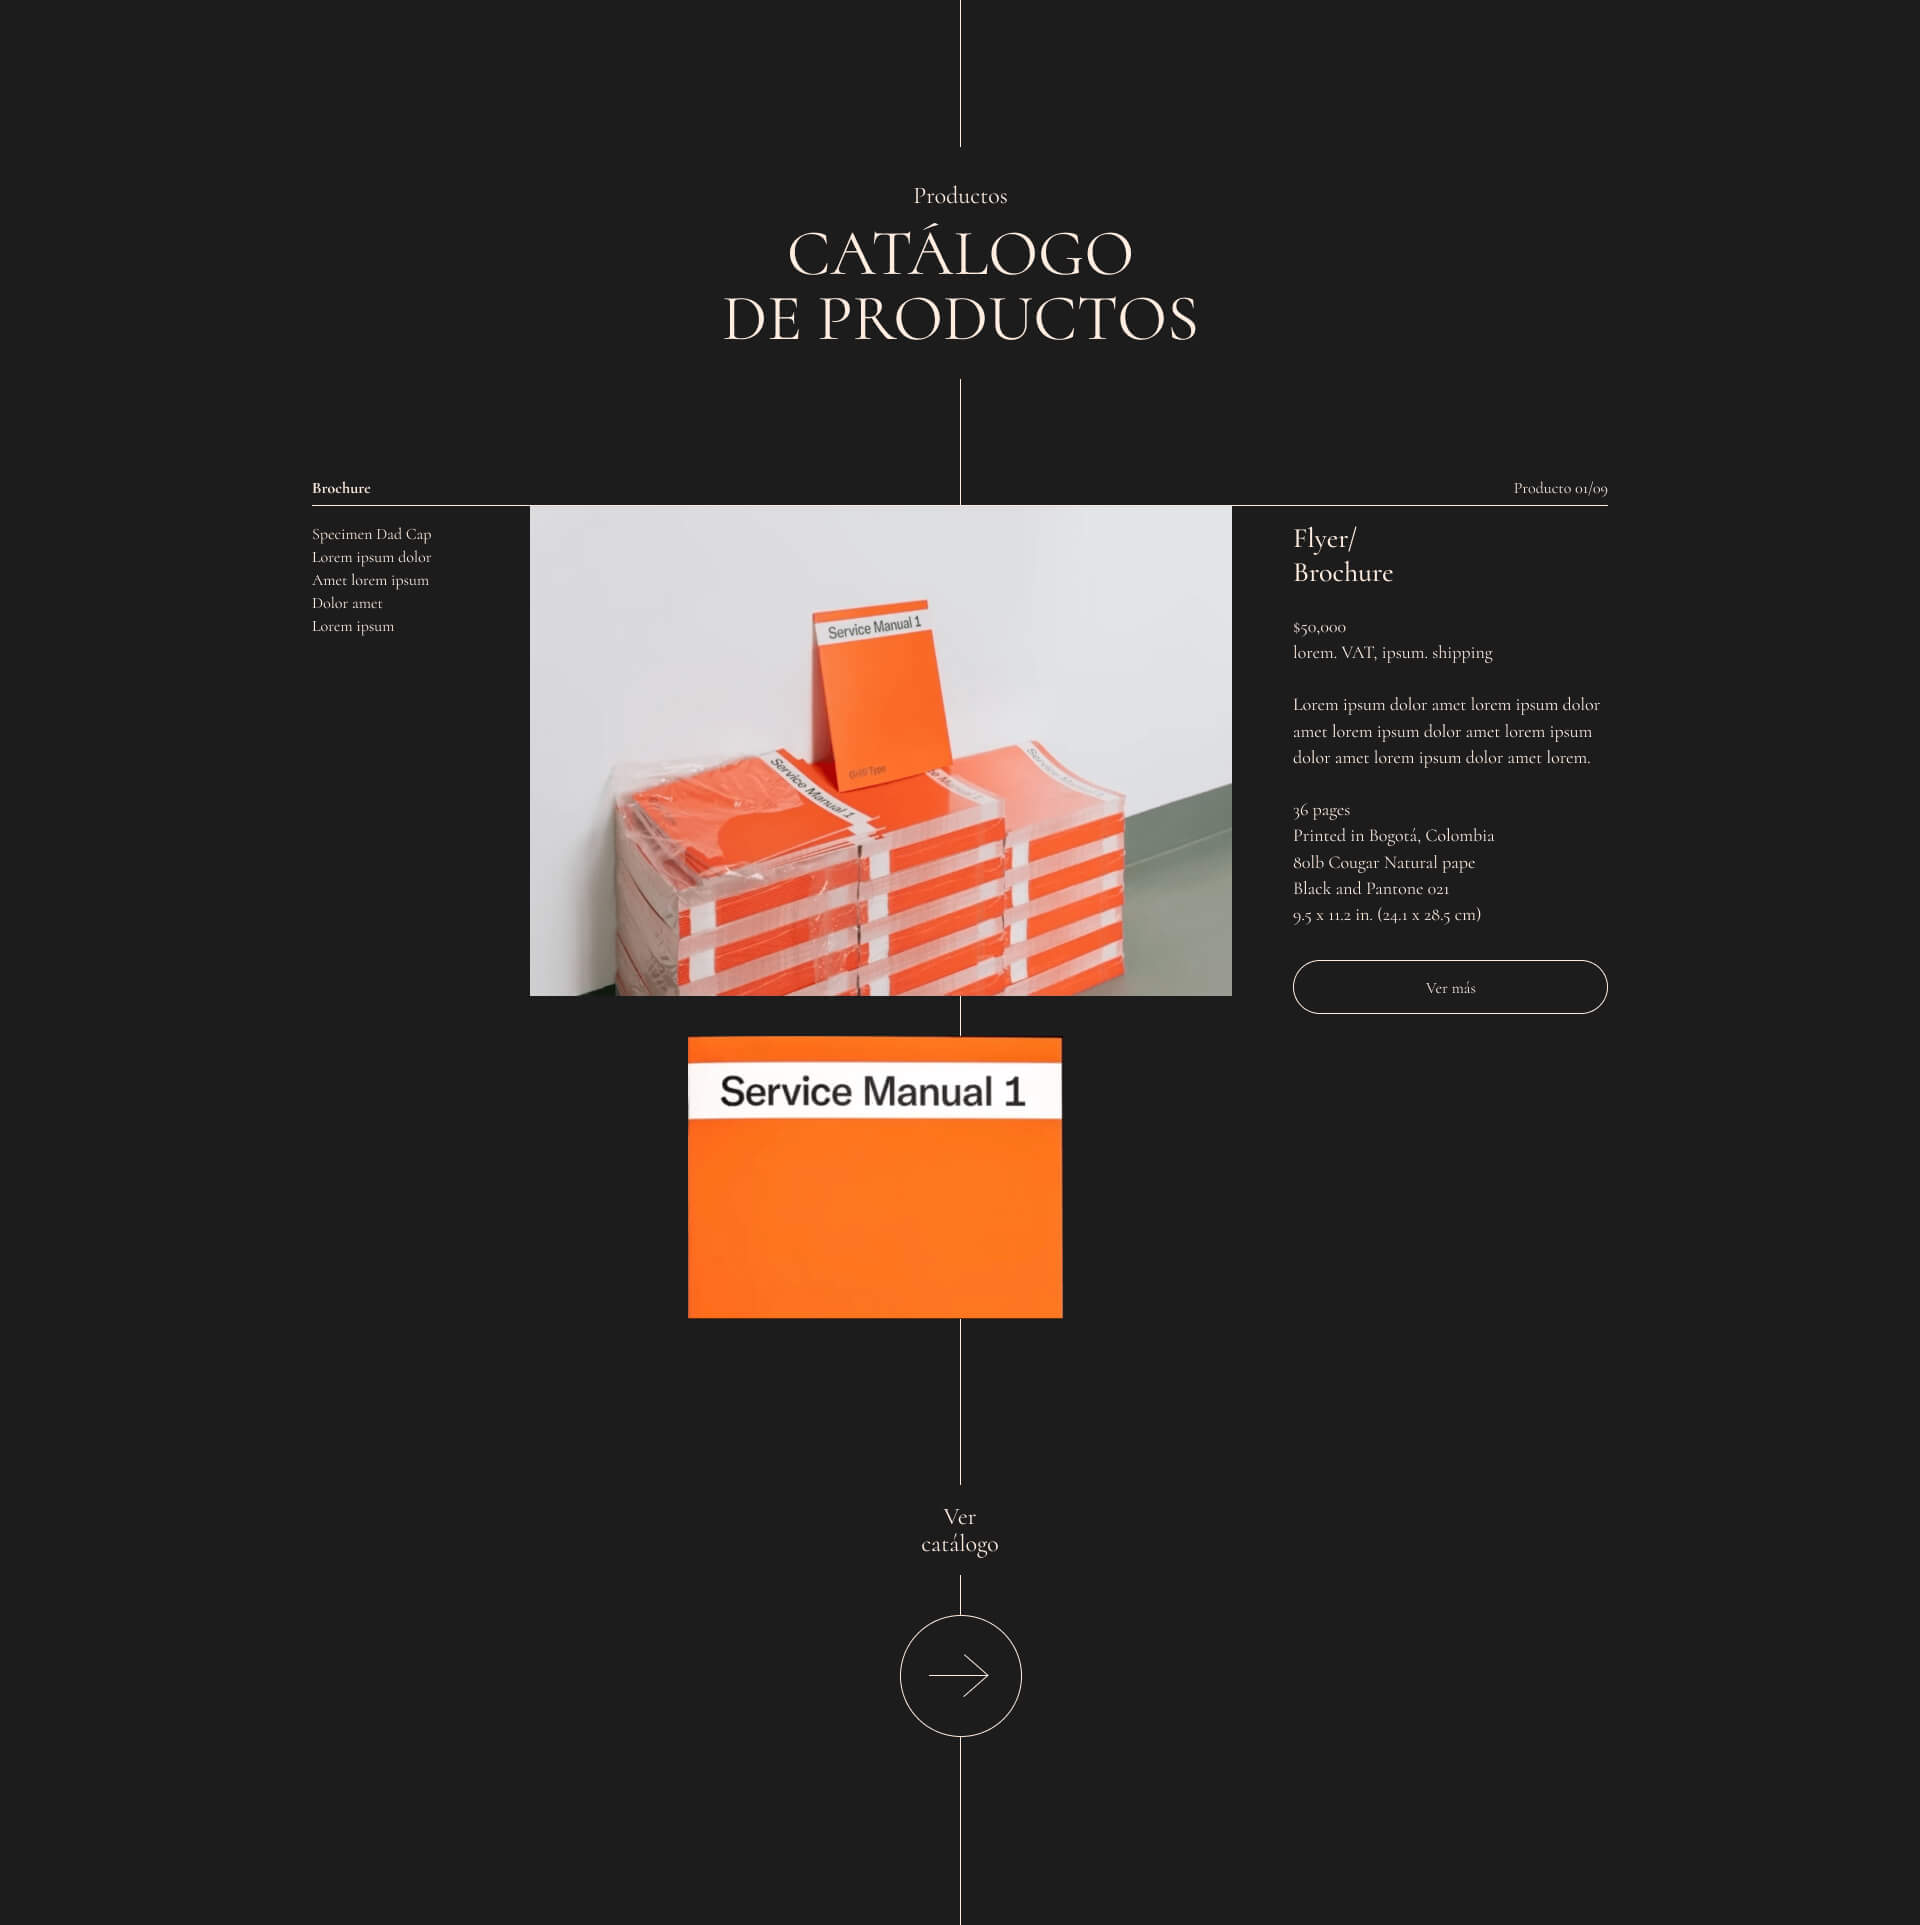 Productos
CATÁLOGO
DE PRODUCTOS
Brochure
Producto 01/09
Specimen Dad Cap
Lorem ipsum dolor
Amet lorem ipsum
Dolor amet
Lorem ipsum
Service Manual 1
Grilli Type
Service Manual 1
Service Manual 1
Flyer/
Brochure
$50,000
lorem. VAT, ipsum. shipping
Lorem ipsum dolor amet lorem ipsum dolor
amet lorem ipsum dolor amet lorem ipsum
dolor amet lorem ipsum dolor amet lorem.
36 pages
Printed in Bogotá, Colombia
80lb Cougar Natural pape
Black and Pantone 021
9.5 x 11.2 in. (24.1 x 28.5 cm)
Ver más
Service Manual 1
Ver
catálogo